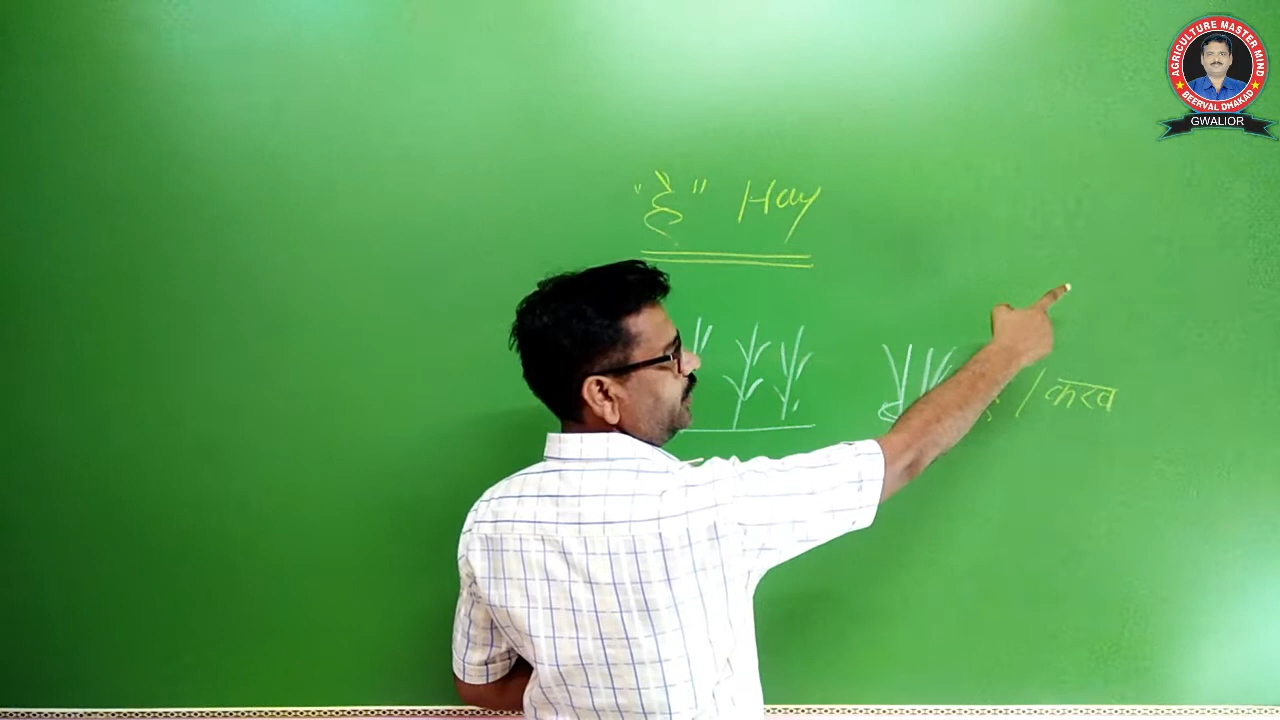 "हे" Hay
/ करब
AGRICULTURE MASTER MIND
BEERVAL DHAKAD
GWALIOR